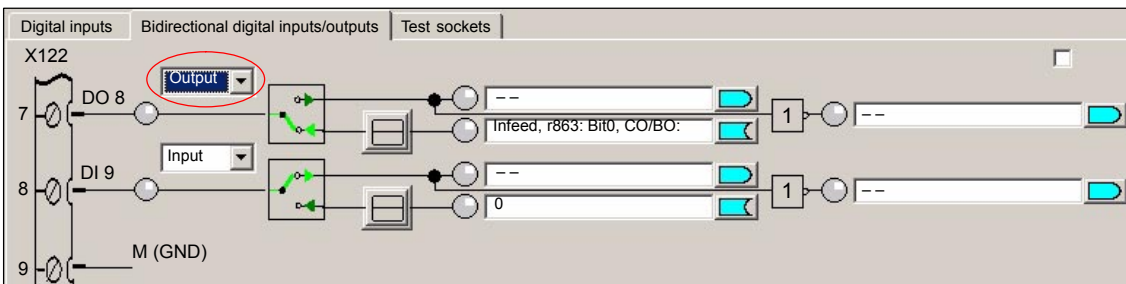 Digital inputs Bidirectional digital inputs/outputs Test sockets
X122
Output
DO 8
7
– –
1
– –
Infeed, r863: Bit0, CO/BO:
Input
DI 9
8
– –
1
– –
0
M (GND)
9